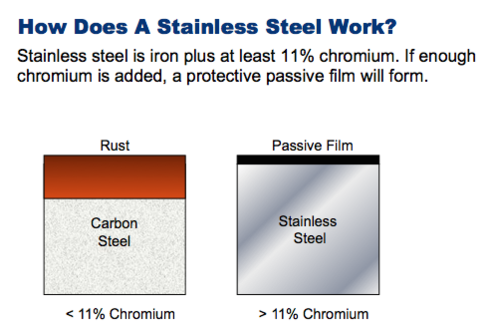 How Does A Stainless Steel Work?
Stainless steel is iron plus at least 11% chromium. If enough
chromium is added, a protective passive film will form.
Rust
Passive Film
Carbon
Steel
Stainless
Steel
< 11% Chromium
> 11% Chromium